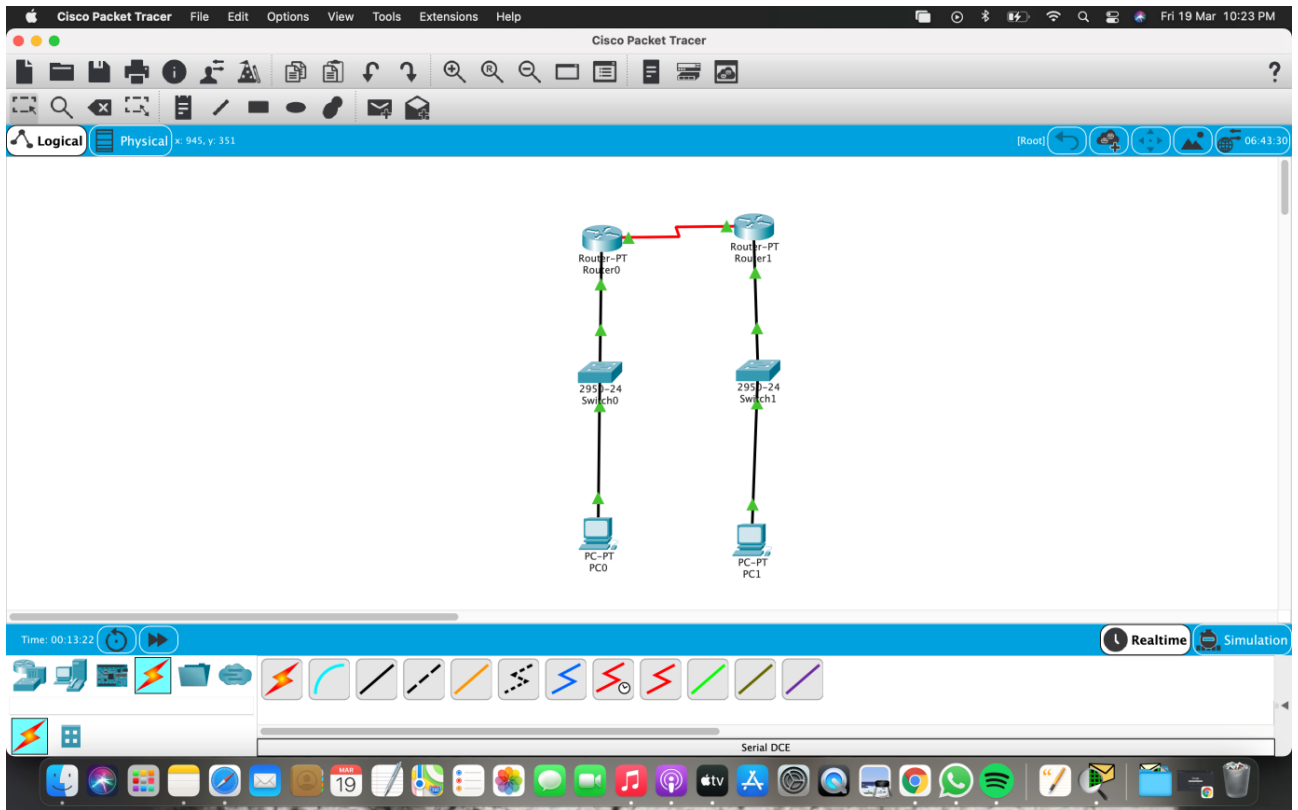 Cisco Packet Tracer File Edit Options View Tools Extensions Help Fri 19 Mar 10:23 PM
Cisco Packet Tracer
?
Logical Physical x: 945, y: 351 [Root] 06:43:30
Router-PT
Router0
Router-PT
Router1
2950-24
Switch0
2950-24
Switch1
PC-PT
PC0
PC-PT
PC1
Time: 00:13:22 Realtime Simulation
Serial DCE
MAR
19
tv